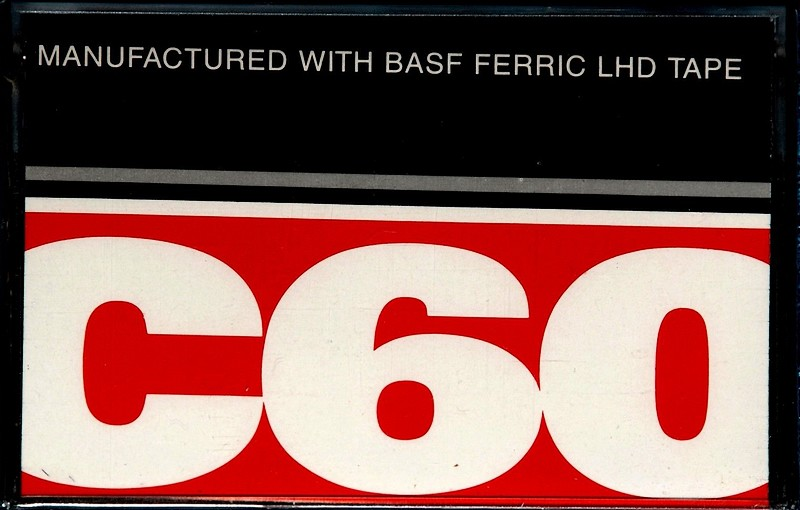 MANUFACTURED WITH BASF FERRIC LHD TAPE
C60